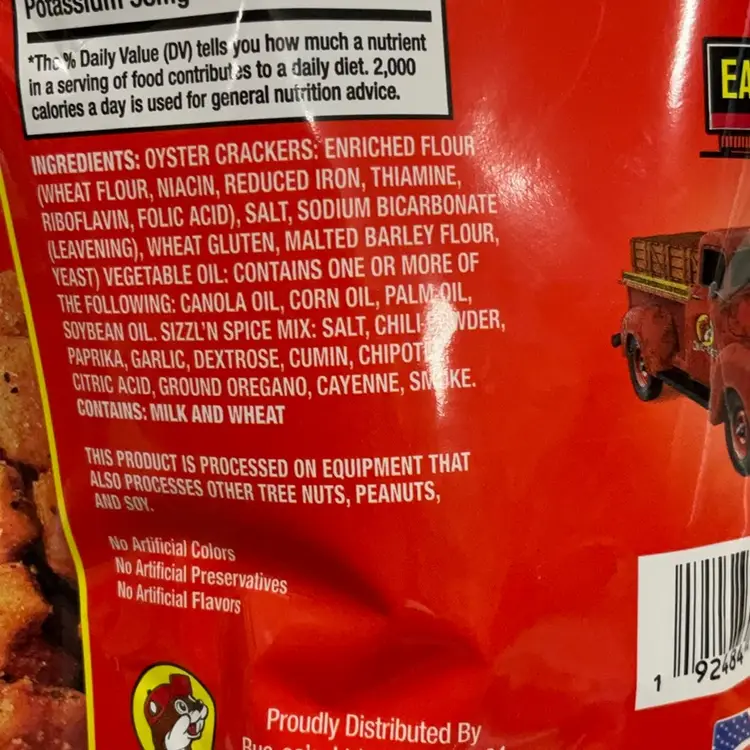 Potassium
*The % Daily Value (DV) tells you how much a nutrient
in a serving of food contributes to a daily diet. 2,000
calories a day is used for general nutrition advice.
INGREDIENTS: OYSTER CRACKERS: ENRICHED FLOUR
(WHEAT FLOUR, NIACIN, REDUCED IRON, THIAMINE,
RIBOFLAVIN, FOLIC ACID), SALT, SODIUM BICARBONATE
(LEAVENING), WHEAT GLUTEN, MALTED BARLEY FLOUR,
YEAST) VEGETABLE OIL: CONTAINS ONE OR MORE OF
THE FOLLOWING: CANOLA OIL, CORN OIL, PALM OIL,
SOYBEAN OIL. SIZZL'N SPICE MIX: SALT, CHILI
PAPRIKA, GARLIC, DEXTROSE, CUMIN,
CITRIC ACID, GROUND OREGANO, CAYENNE, SMOKE.
CONTAINS: MILK AND WHEAT
THIS PRODUCT IS PROCESSED ON EQUIPMENT THAT
ALSO PROCESSES OTHER TREE NUTS, PEANUTS,
AND SOY.
No Artificial Colors
No Artificial Preservatives
No Artificial Flavors
Proudly Distributed By
EA
1 92484